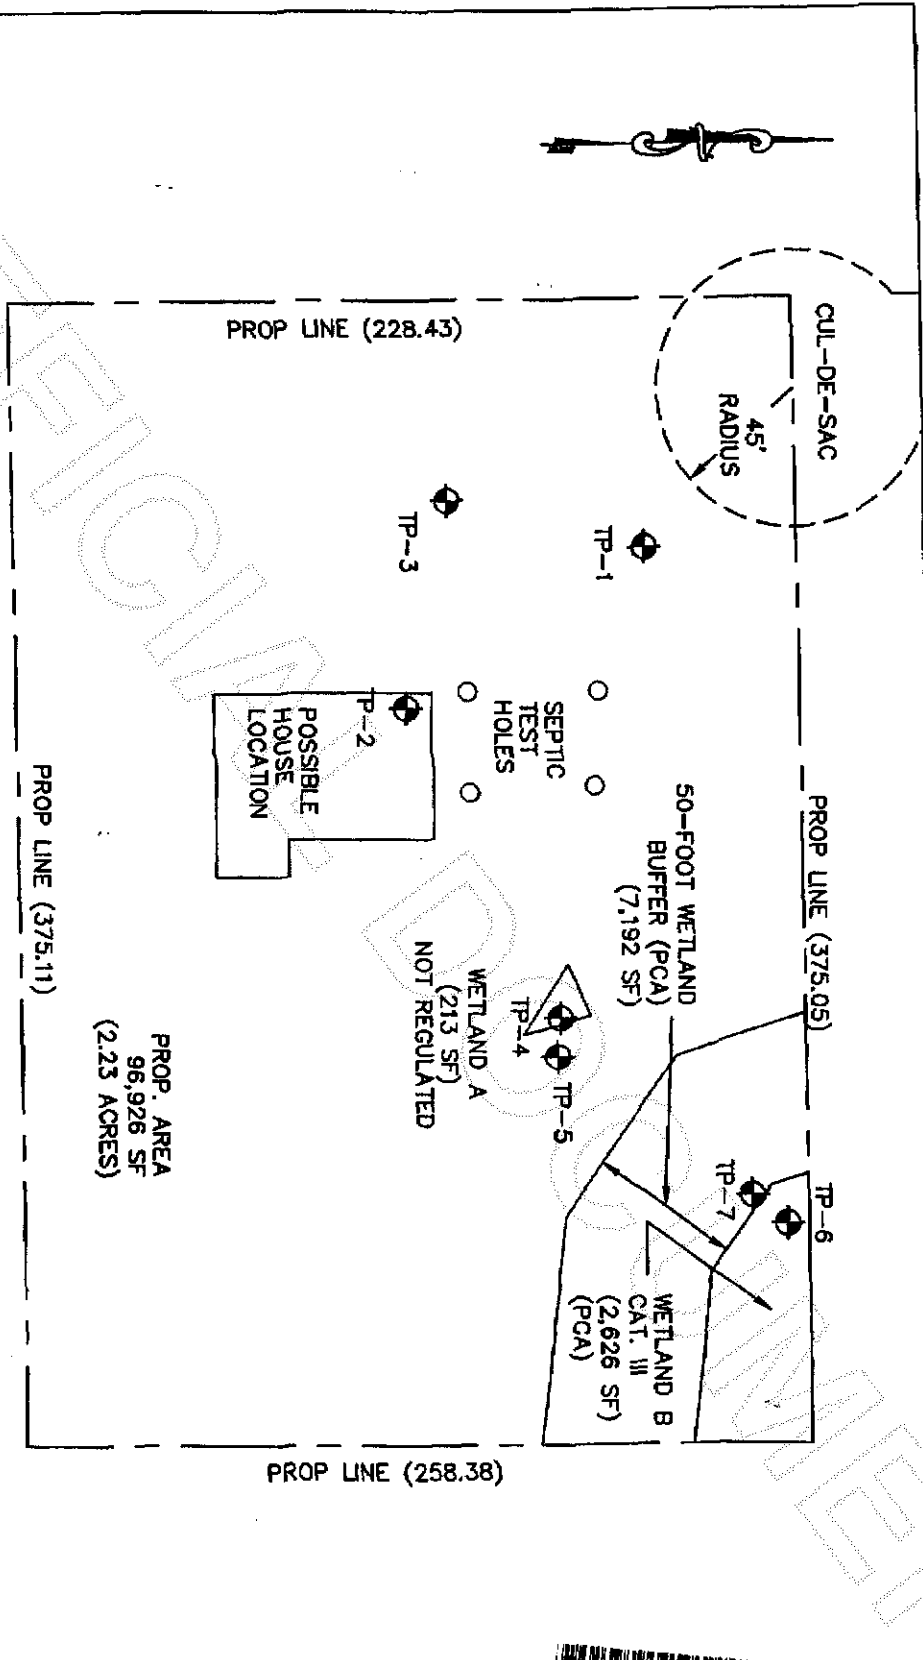 CUL-DE-SAC
45'
RADIUS
PROP LINE (228.43)
TP-1
TP-3
SEPTIC
TEST
HOLES
P-2
POSSIBLE
HOUSE
LOCATION
PROP LINE (375.05)
50-FOOT WETLAND
BUFFER (PCA)
(7,192 SF)
TP-4
TP-5
WETLAND A
(213 SF)
NOT REGULATED
TP-6
TP-7
WETLAND B
CAT. III
(2,626 SF)
(PCA)
PROP LINE (375.11)
PROP. AREA
96,926 SF
(2.23 ACRES)
PROP LINE (258.38)